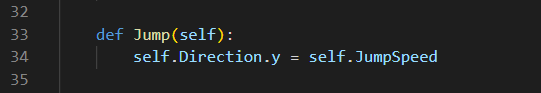 32
33 def Jump(self):
34 self.Direction.y = self.JumpSpeed
35